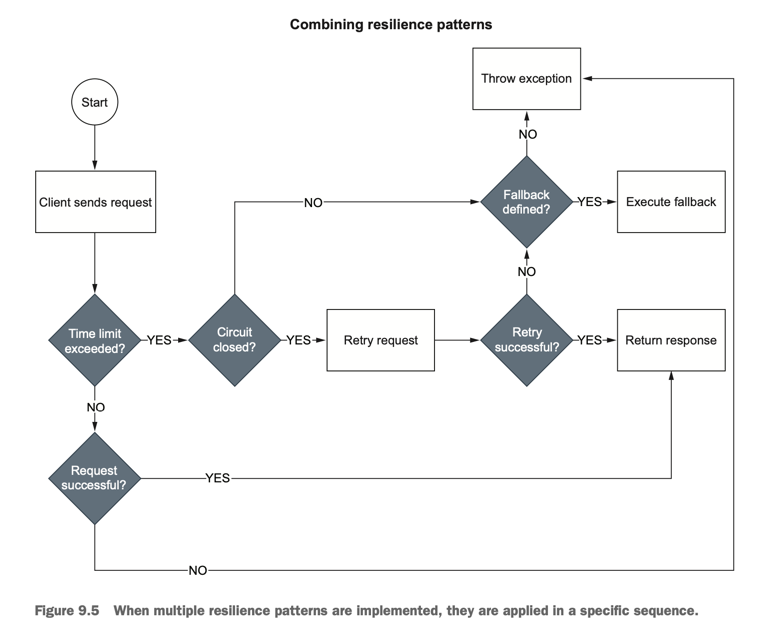 Combining resilience patterns
Throw exception
Start
NO
Client sends request
NO
Fallback
defined?
YES
Execute fallback
NO
Time limit
exceeded?
YES
Circuit
closed?
YES
Retry request
Retry
successful?
YES
Return response
NO
Request
successful?
YES
NO
Figure 9.5 When multiple resilience patterns are implemented, they are applied in a specific sequence.